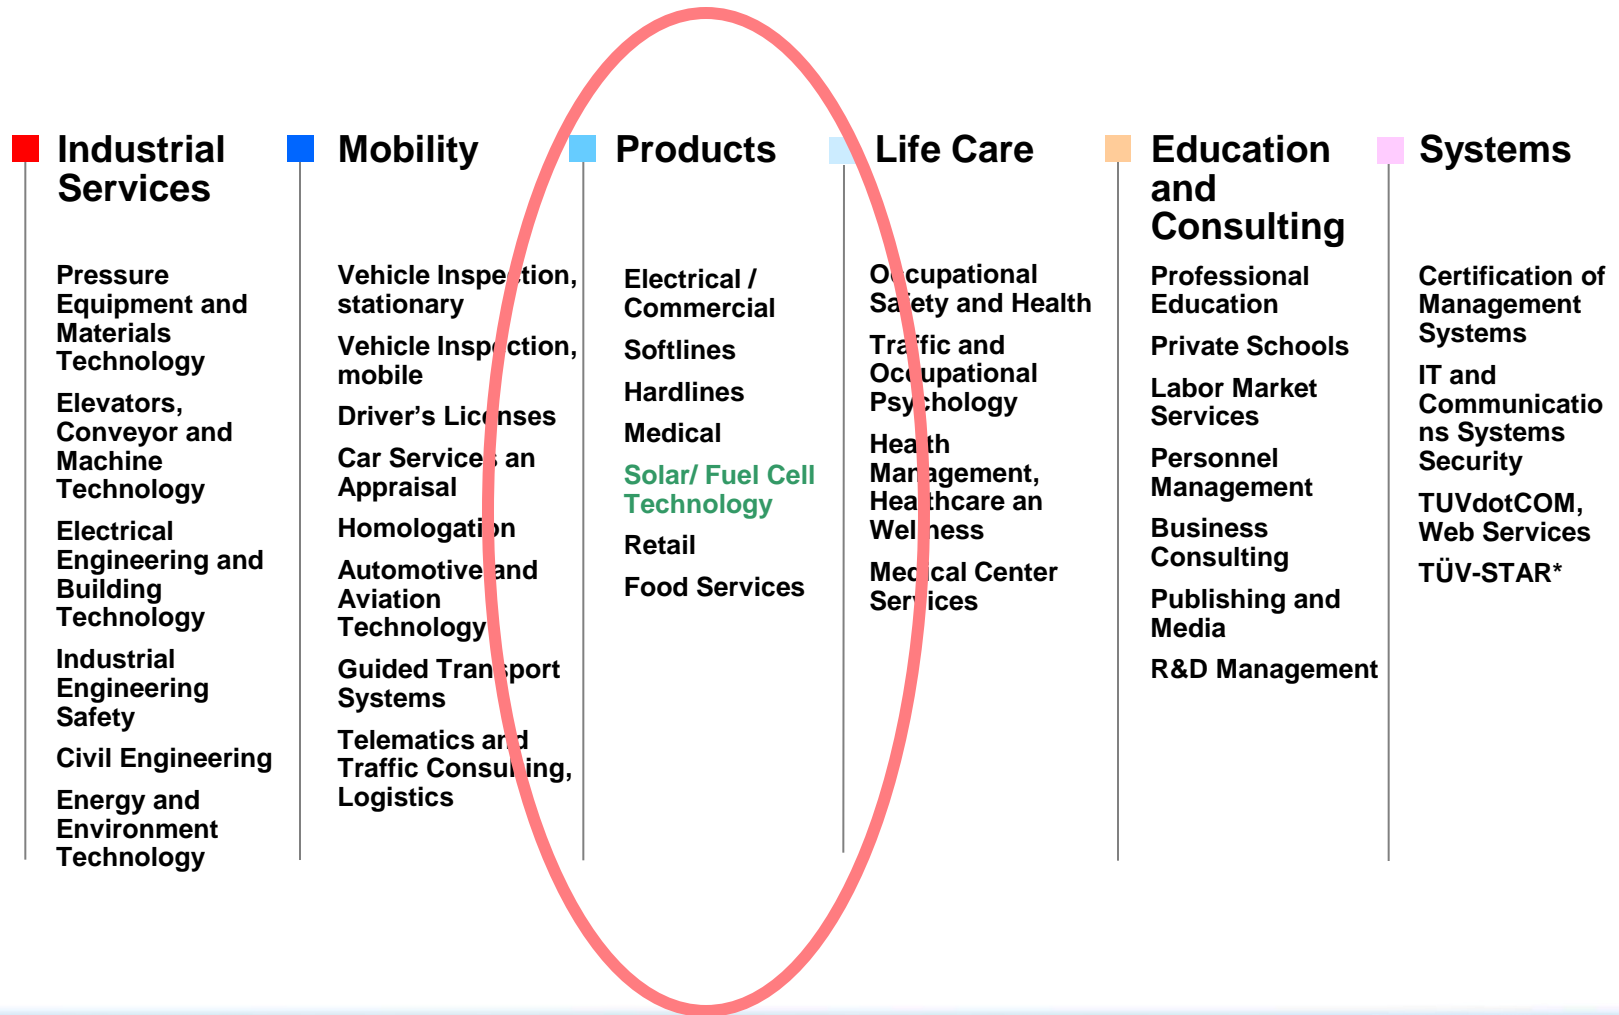 Industrial
Services
Pressure
Equipment and
Materials
Technology
Elevators,
Conveyor and
Machine
Technology
Electrical
Engineering and
Building
Technology
Industrial
Engineering
Safety
Civil Engineering
Energy and
Environment
Technology
Mobility
Vehicle Inspection,
stationary
Vehicle Inspection,
mobile
Driver’s Licenses
Car Services an
Appraisal
Homologation
Automotive and
Aviation
Technology
Guided Transport
Systems
Telematics and
Traffic Consulting,
Logistics
Products
Electrical /
Commercial
Softlines
Hardlines
Medical
Solar/ Fuel Cell
Technology
Retail
Food Services
Life Care
Occupational
Safety and Health
Traffic and
Occupational
Psychology
Health
Management,
Healthcare an
Wellness
Medical Center
Services
Education
and
Consulting
Professional
Education
Private Schools
Labor Market
Services
Personnel
Management
Business
Consulting
Publishing and
Media
R&D Management
Systems
Certification of
Management
Systems
IT and
Communicatio
ns Systems
Security
TUVdotCOM,
Web Services
TÜV-STAR*